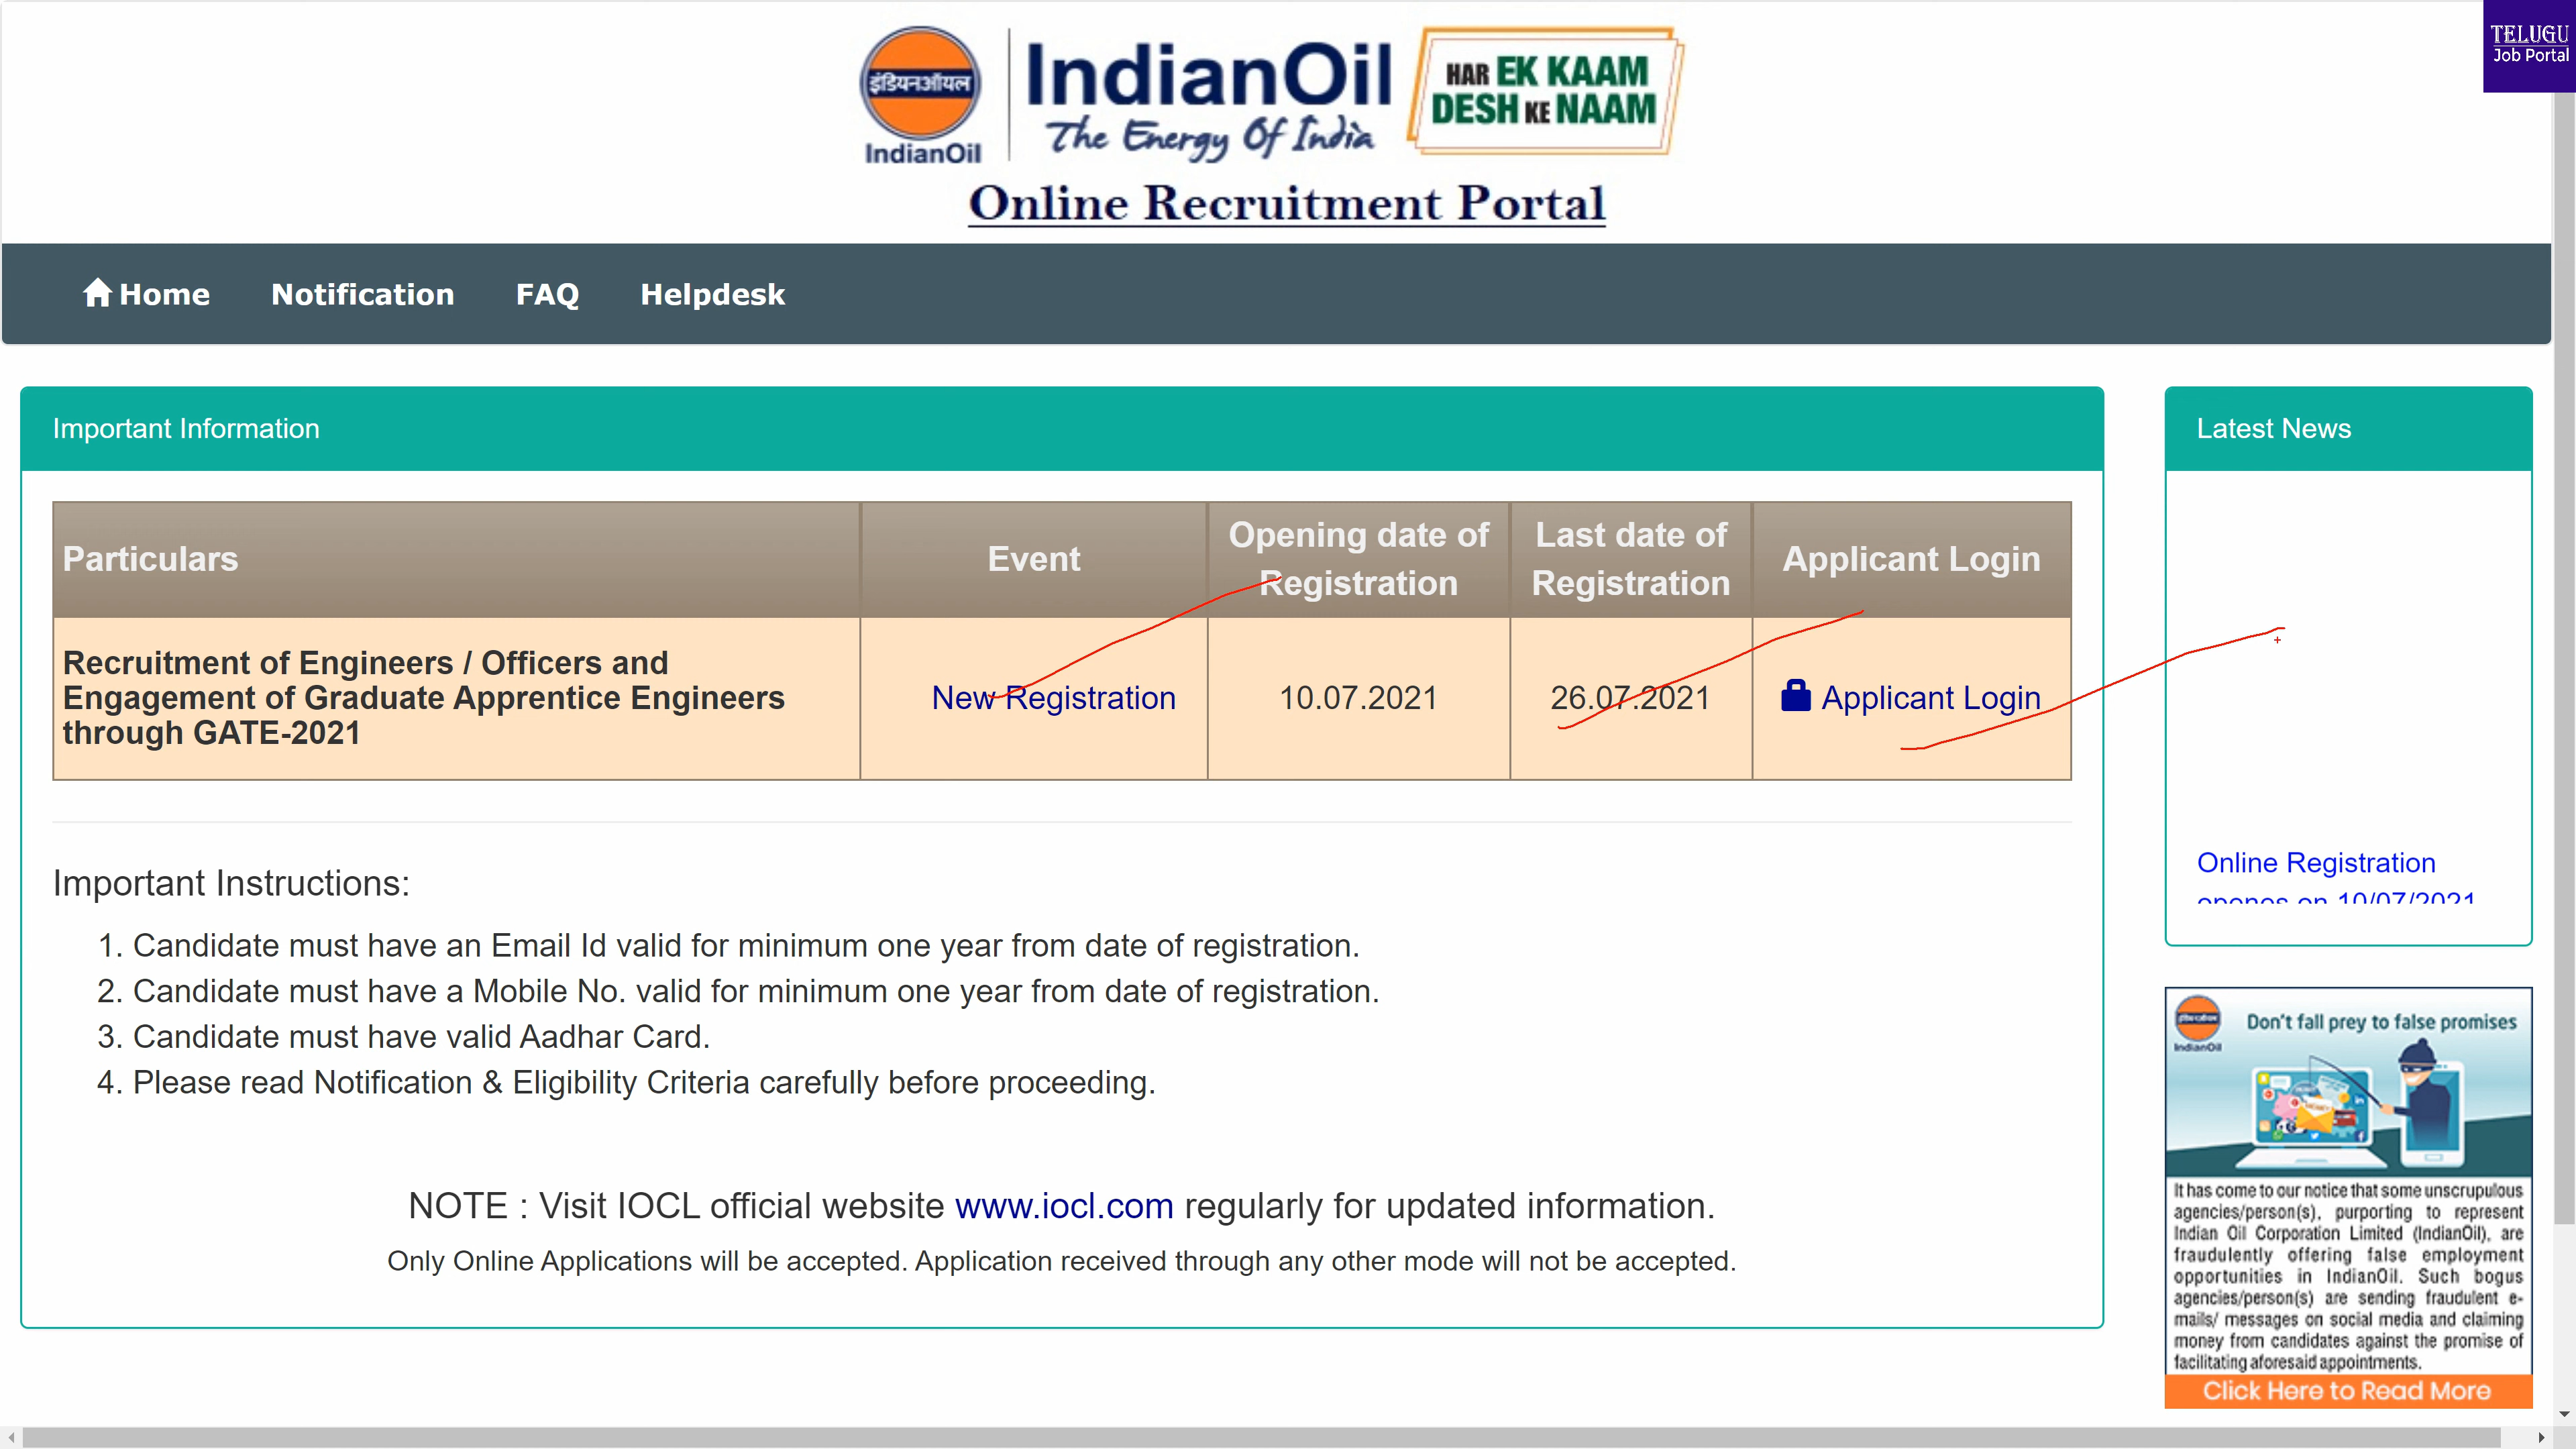 TELUGU
Job Portal
इंडियनऑयल
IndianOil
IndianOil
The Energy Of India
HAR EK KAAM
DESH KE NAAM
Online Recruitment Portal
Home Notification FAQ Helpdesk
Important Information
Particulars Event Opening date of Registration Last date of Registration Applicant Login
Recruitment of Engineers / Officers and
Engagement of Graduate Apprentice Engineers
through GATE-2021
New Registration 10.07.2021 26.07.2021 Applicant Login
Important Instructions:
1. Candidate must have an Email Id valid for minimum one year from date of registration.
2. Candidate must have a Mobile No. valid for minimum one year from date of registration.
3. Candidate must have valid Aadhar Card.
4. Please read Notification & Eligibility Criteria carefully before proceeding.
NOTE : Visit IOCL official website www.iocl.com regularly for updated information.
Only Online Applications will be accepted. Application received through any other mode will not be accepted.
Latest News
Online Registration
openes on 10/07/2021
IndianOil
Don't fall prey to false promises
It has come to our notice that some unscrupulous
agencies/person(s), purporting to represent
Indian Oil Corporation Limited (IndianOil), are
fraudulently offering false employment
opportunities in IndianOil. Such bogus
agencies/person(s) are sending fraudulent e-
mails/ messages on social media and claiming
money from candidates against the promise of
facilitating aforesaid appointments.
Click Here to Read More